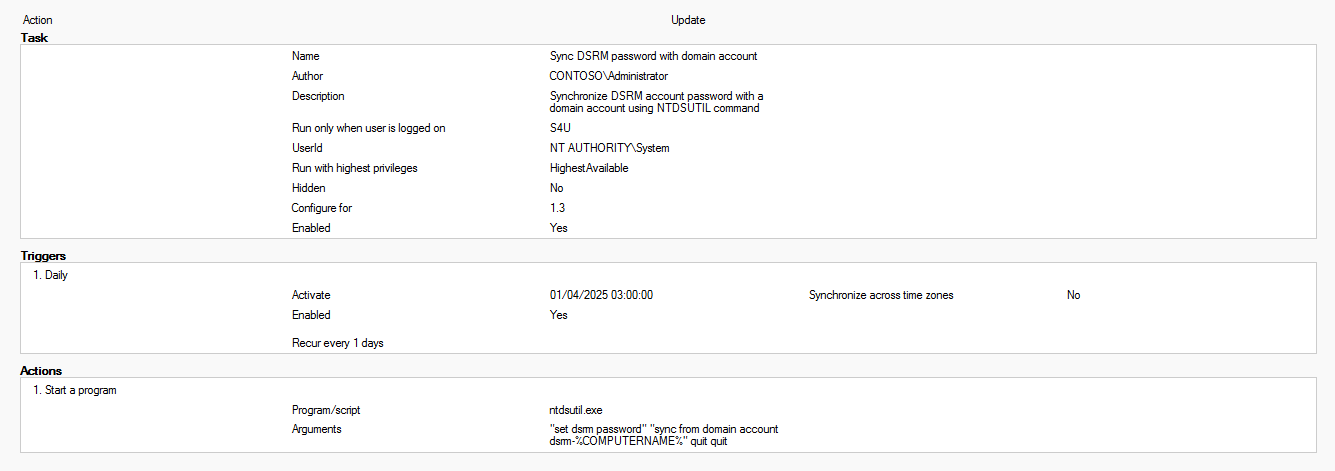 Action Update
Task
Name Sync DSRM password with domain account
Author CONTOSO\Administrator
Description Synchronize DSRM account password with a
domain account using NTDSUTIL command
Run only when user is logged on S4U
UserId NT AUTHORITY\System
Run with highest privileges HighestAvailable
Hidden No
Configure for 1.3
Enabled Yes
Triggers
1. Daily
Activate 01/04/2025 03:00:00 Synchronize across time zones No
Enabled Yes
Recur every 1 days
Actions
1. Start a program
Program/script ntdsutil.exe
Arguments "set dsrm password" "sync from domain account
dsrm-%COMPUTERNAME%" quit quit